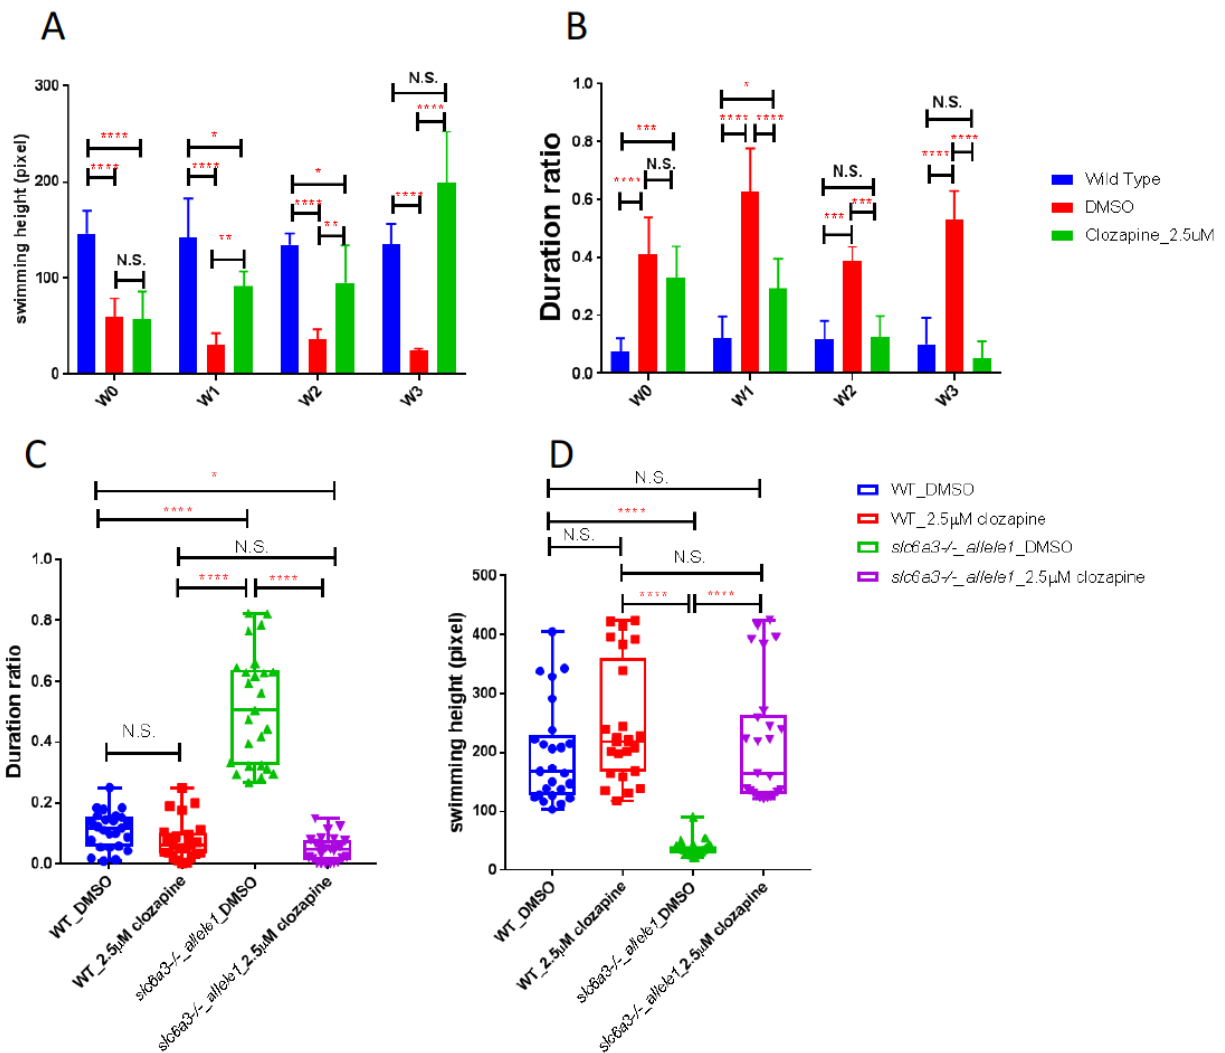 A
B
300
200
100
0
swimming height (pixel)
****
****
N.S.
*
****
**
*
****
**
N.S.
****
****
W0
W1
W2
W3
1.0
0.8
0.6
0.4
0.2
0.0
Duration ratio
***
N.S.
****
*
****
****
N.S.
***
***
N.S.
****
****
W0
W1
W2
W3
Wild Type
DMSO
Clozapine_2.5uM
C
D
*
****
N.S.
****
****
N.S.
1.0
0.8
0.6
0.4
0.2
0.0
Duration ratio
WT_DMSO
WT_2.5µM clozapine
slc6a3-/-_allele1_DMSO
slc6a3-/-_allele1_2.5µM clozapine
N.S.
****
N.S.
N.S.
****
****
500
400
300
200
100
0
swimming height (pixel)
WT_DMSO
WT_2.5µM clozapine
slc6a3-/-_allele1_DMSO
slc6a3-/-_allele1_2.5µM clozapine
WT_DMSO
WT_2.5µM clozapine
slc6a3-/-_allele1_DMSO
slc6a3-/-_allele1_2.5µM clozapine